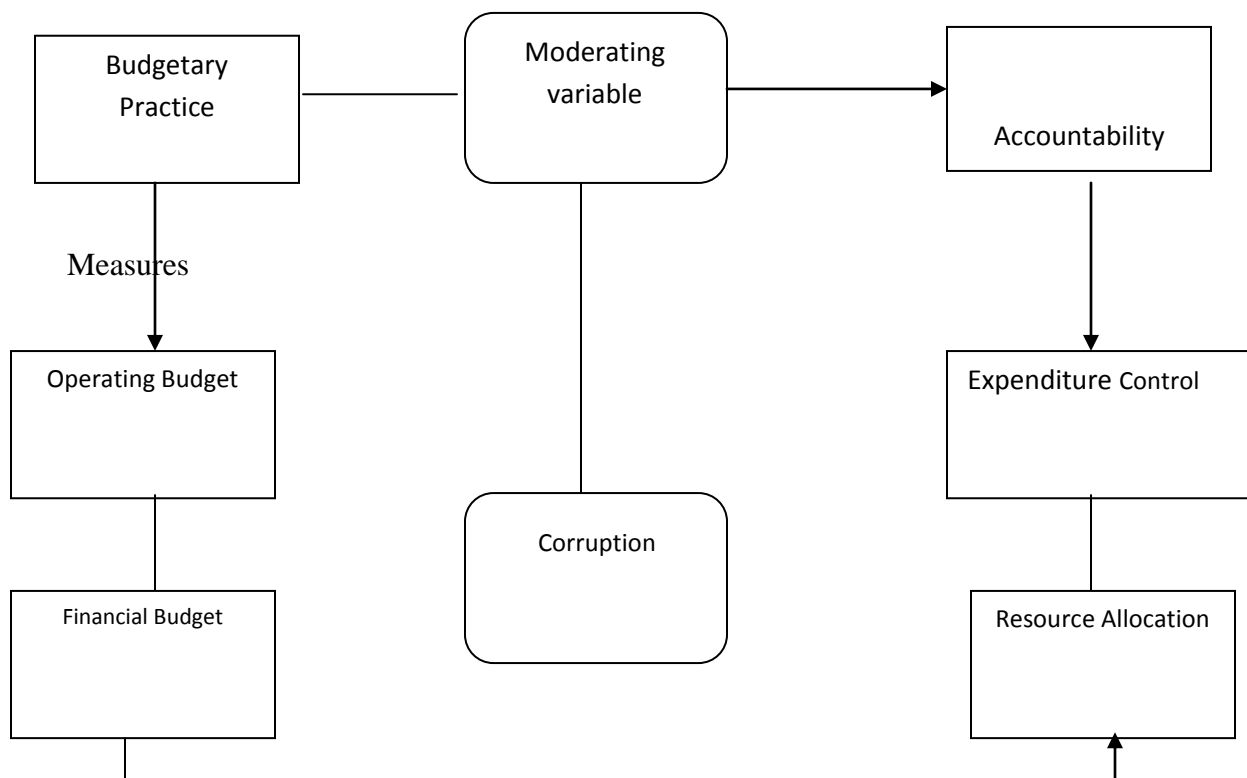 Budgetary
Practice
Moderating
variable
Accountability
Measures
Operating Budget
Expenditure Control
Corruption
Financial Budget
Resource Allocation